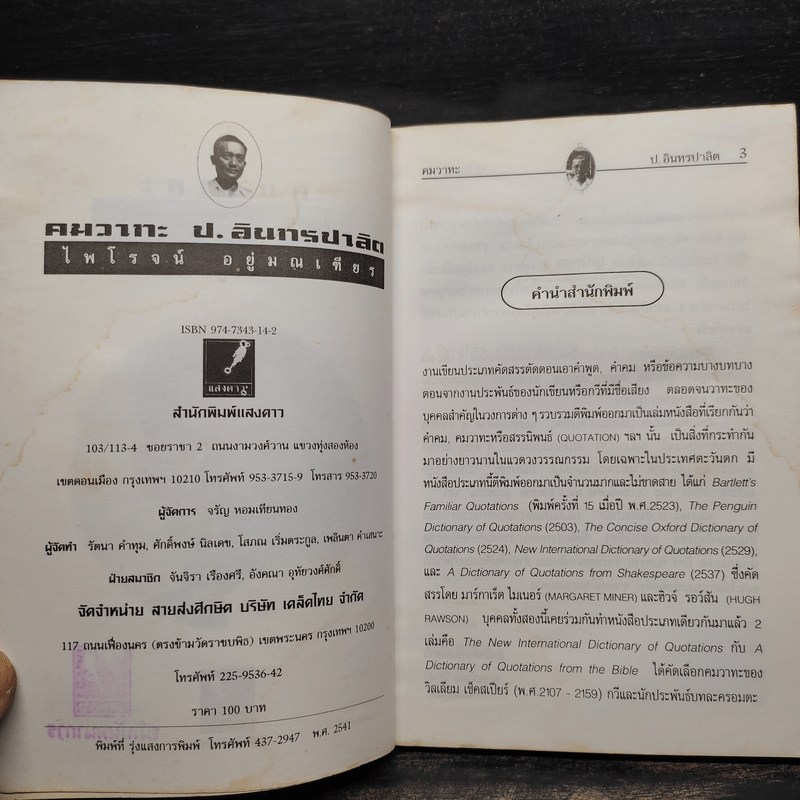 คมวาทะ ป. อินทรปาลิต
ไพโรจน์ อยู่มณเฑียร
ISBN 974-7343-14-2
แสงดาว
สำนักพิมพ์แสงดาว
103/113-4 ซอยราชา 2 ถนนงามวงศ์วาน แขวงทุ่งสองห้อง
เขตดอนเมือง กรุงเทพฯ 10210 โทรศัพท์ 953-3715-9 โทรสาร 953-3720
ผู้จัดการ จรัญ หอมเทียนทอง
ผู้จัดทำ รัตนา คำทุม, ศักดิ์พงษ์ นิลเดช, โสภณ เริ่มตระกูล, เพลินตา คำเสนาะ
ฝ่ายสมาชิก จันจิรา เรืองศรี, อังคณา อุทัยวงศ์ศักดิ์
จัดจำหน่าย สายส่งศึกษิต บริษัท เคล็ดไทย จำกัด
117 ถนนเฟื่องนคร (ตรงข้ามวัดราชบพิธ) เขตพระนคร กรุงเทพฯ 10200
โทรศัพท์ 225-9536-42
ราคา 100 บาท
พิมพ์ที่ รุ่งแสงการพิมพ์ โทรศัพท์ 437-2947 พ.ศ. 2541
คมวาทะ ป. อินทรปาลิต 3
คำนำสำนักพิมพ์
งานเขียนประเภทคัดสรรตัดตอนเอาคำพูด, คำคม หรือข้อความบางบทบาง
ตอนจากงานประพันธ์ของนักเขียนหรือกวีที่มีชื่อเสียง ตลอดจนวาทะของ
บุคคลสำคัญในวงการต่าง ๆ รวบรวมตีพิมพ์ออกมาเป็นเล่มหนังสือที่เรียกกันว่า
คำคม, คมวาทะหรือสรรนิพนธ์ (QUOTATION) ฯลฯ นั้น เป็นสิ่งที่กระทำกัน
มาอย่างยาวนานในแวดวงวรรณกรรม โดยเฉพาะในประเทศตะวันตก มี
หนังสือประเภทนี้ตีพิมพ์ออกมาเป็นจำนวนมากและไม่ขาดสาย ได้แก่ Bartlett's
Familiar Quotations (พิมพ์ครั้งที่ 15 เมื่อปี พ.ศ.2523), The Penguin
Dictionary of Quotations (2503), The Concise Oxford Dictionary of
Quotations (2524), New International Dictionary of Quotations (2529),
และ A Dictionary of Quotations from Shakespeare (2537) ซึ่งคัด
สรรโดย มาร์กาเร็ต ไมเนอร์ (MARGARET MINER) และฮิวจ์ รอว์สัน (HUGH
RAWSON) บุคคลทั้งสองนี้เคยร่วมกันทำหนังสือประเภทเดียวกันมาแล้ว 2
เล่มคือ The New International Dictionary of Quotations กับ A
Dictionary of Quotations from the Bible ได้คัดเลือกคมวาทะของ
วิลเลียม เช็คสเปียร์ (พ.ศ.2107 - 2159) กวีและนักประพันธ์บทละครอมตะ